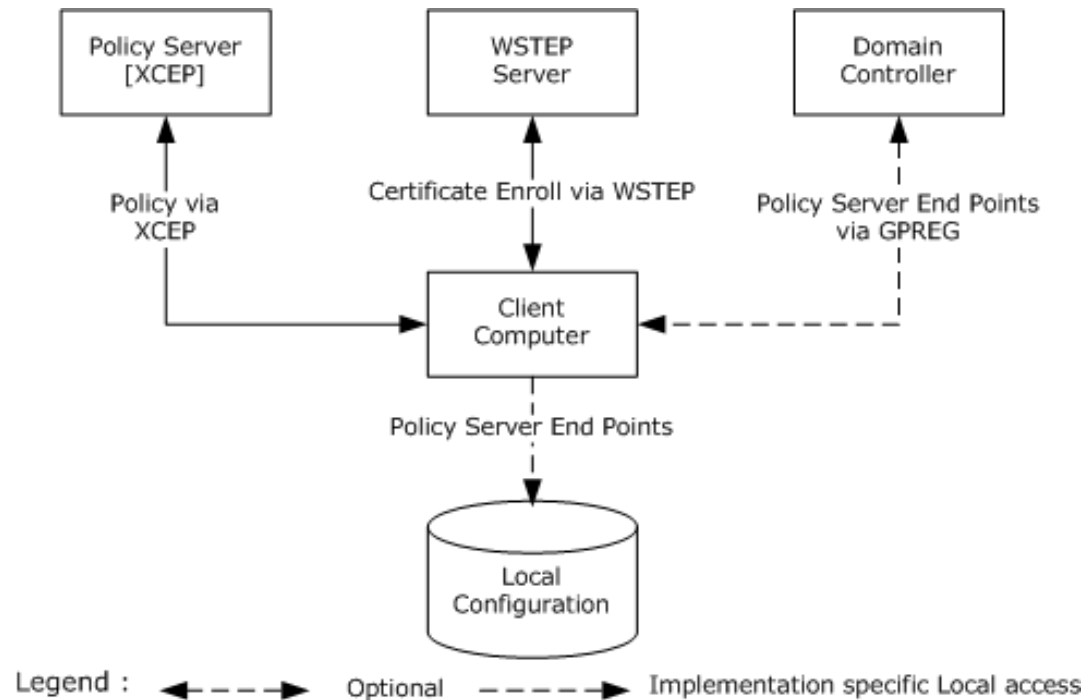 Policy Server
[XCEP]
WSTEP
Server
Domain
Controller
Policy via
XCEP
Certificate Enroll via WSTEP
Policy Server End Points
via GPREG
Client
Computer
Policy Server End Points
Local
Configuration
Legend :
Optional
Implementation specific Local access